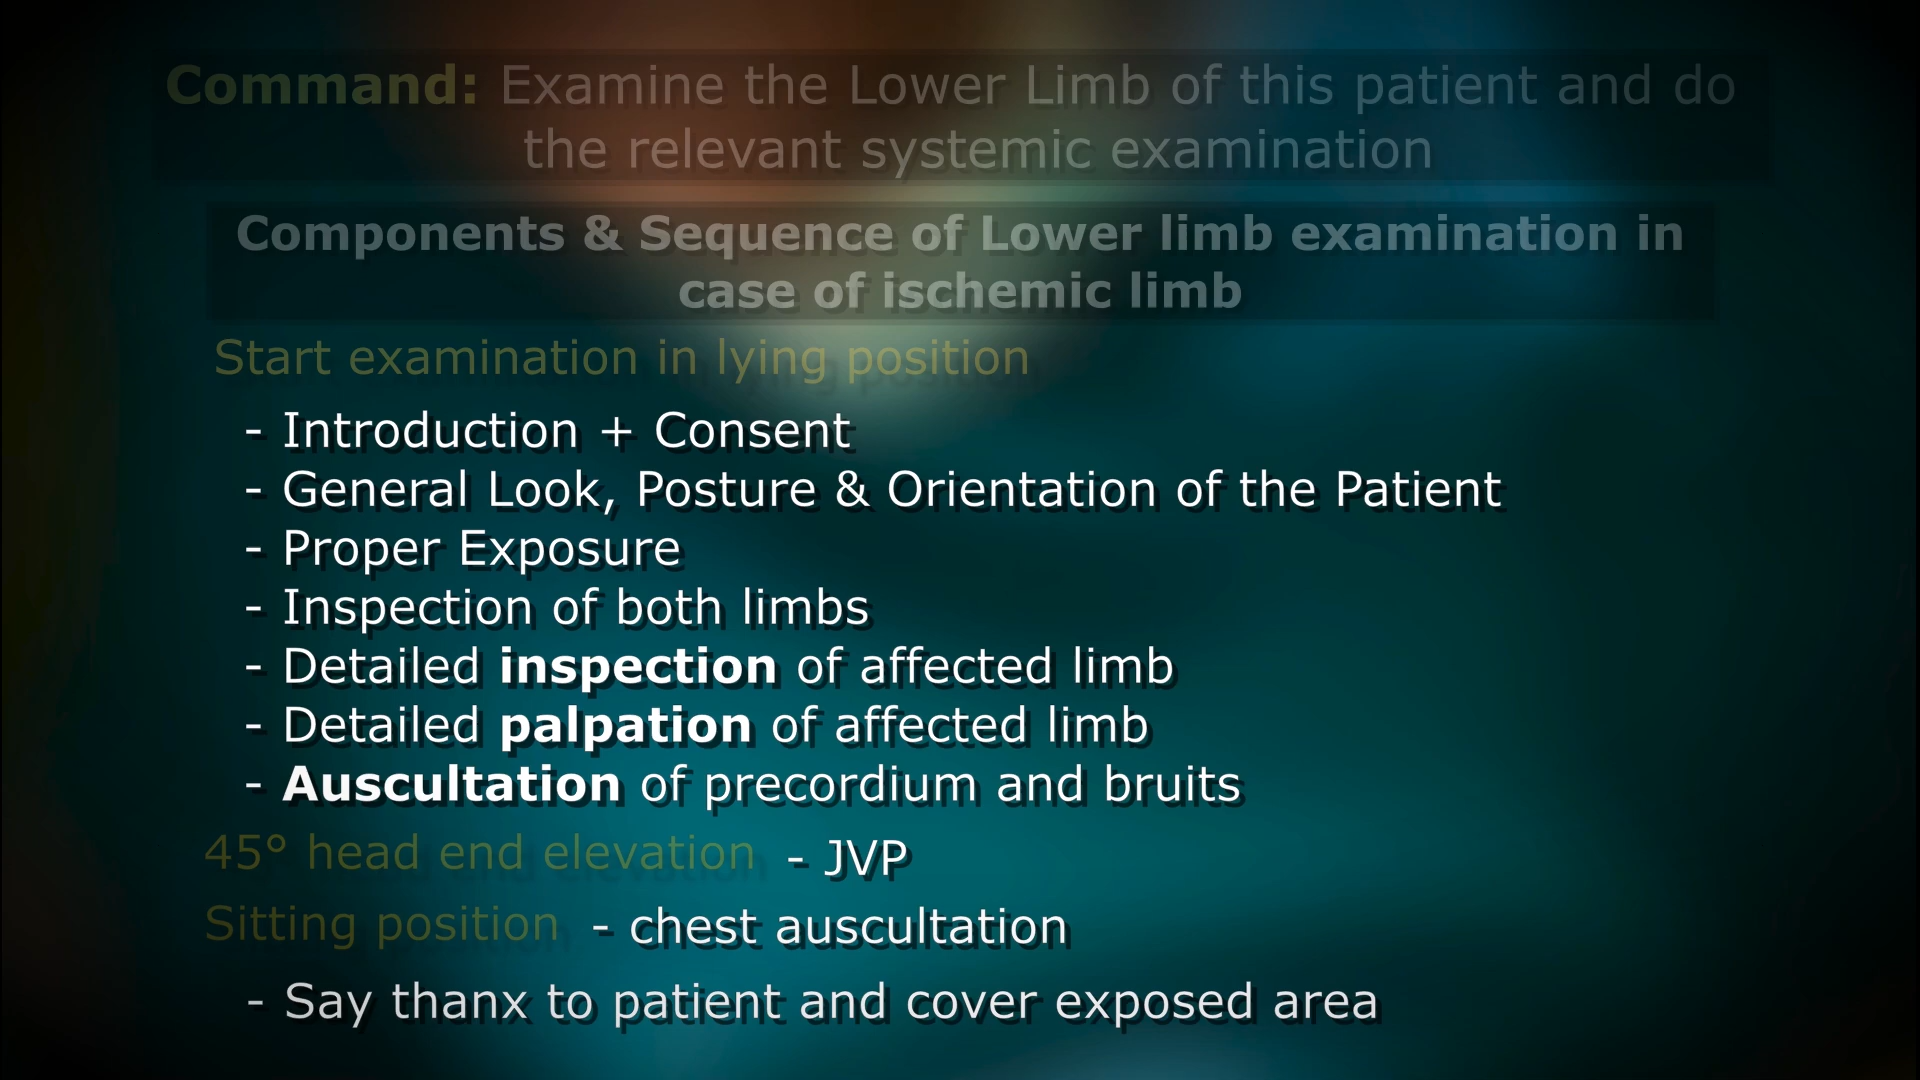 Command: Examine the Lower Limb of this patient and do
the relevant systemic examination
Components & Sequence of Lower limb examination in
case of ischemic limb
Start examination in lying position
- Introduction + Consent
- General Look, Posture & Orientation of the Patient
- Proper Exposure
- Inspection of both limbs
- Detailed inspection of affected limb
- Detailed palpation of affected limb
- Auscultation of precordium and bruits
45° head end elevation - JVP
Sitting position - chest auscultation
- Say thanx to patient and cover exposed area